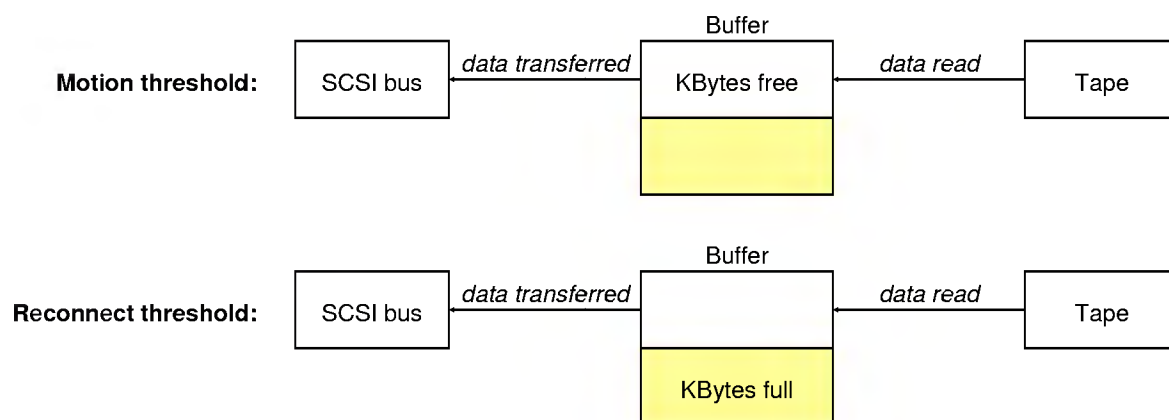 Buffer
Motion threshold: SCSI bus data transferred KBytes free data read Tape
Buffer
Reconnect threshold: SCSI bus data transferred data read Tape
KBytes full